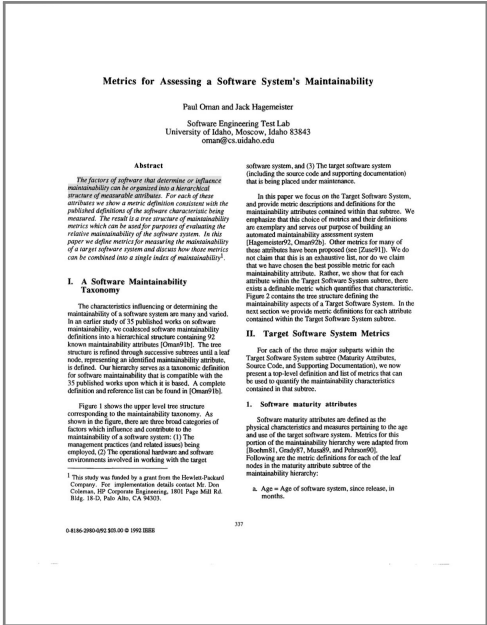 Metrics for Assessing a Software System's Maintainability
Paul Oman and Jack Hagemeister
Software Engineering Test Lab
University of Idaho, Moscow, Idaho 83843
oman@cs.uidaho.edu
Abstract
The factors of software that determine or influence
maintainability can be organized into a hierarchical
structure of measurable attributes. For each of these
attributes we show a metric definition consistent with the
published definitions of the software characteristic being
measured. The result is a tree structure of maintainability
metrics which can be used for purposes of evaluating the
relative maintainability of the software system. In this
paper we define metrics for measuring the maintainability
of a target software system and discuss how those metrics
can be combined into a single index of maintainability1.
I. A Software Maintainability
Taxonomy
The characteristics influencing or determining the
maintainability of a system are many and varied.
In an earlier study of 35 published works on software
maintainability, we coalesced software maintainability
definitions into a hierarchical structure containing 92
known maintainability attributes [Oman91b]. The tree
structure is refined through successive subtrees until a leaf
node, representing an identified maintainability attribute,
is defined. Our hierarchy serves as a taxonomic definition
for software maintainability that is compatible with the
35 published works upon which it is based. A complete
definition and reference list can be found in [Oman91b].
Figure 1 shows the upper level tree structure
corresponding to the maintainability taxonomy. As
shown in the figure, there are three broad categories of
factors which influence and contribute to the
maintainability of a software system: (1) The
management practices (and related issues) being
employed, (2) The operational hardware and software
environments involved in working with the target
1 This study was funded by a grant from the Hewlett-Packard
Company. For implementation details contact Mr. Don
Coleman, HP Corporate Engineering, 1801 Page Mill Rd.
Bldg. 18-D, Palo Alto, CA 94303.
software system, and (3) The target software system
(including the source code and supporting documentation)
that is being placed under maintenance.
In this paper we focus on the Target Software System,
and provide metric descriptions and definitions for the
maintainability attributes contained within that subtree. We
emphasize that this choice of metrics and their definitions
are exemplary and serves our purpose of building an
automated maintainability assessment system
[Hagemeister92, Oman92b]. Other metrics for many of
these attributes have been proposed (see [Zuse91]). We do
not claim that this is an exhaustive list, nor do we claim
that we have chosen the best possible metric for each
maintainability attribute. Rather, we show that for each
attribute within the Target Software System subtree, there
exists a definable metric which quantifies that characteristic.
Figure 2 contains the tree structure defining the
maintainability aspects of a Target Software System. In the
next section we provide metric definitions for each attribute
contained within the Target Software System subtree.
II. Target Software System Metrics
For each of the three major subparts within the
Target Software System subtree (Maturity Attributes,
Source Code, and Supporting Documentation), we now
present a top-level definition and list of metrics that can
be used to quantify the maintainability characteristics
contained in that subtree.
1. Software maturity attributes
Software maturity attributes are defined as the
physical characteristics and measures pertaining to the age
and use of the target software system. Metrics for this
portion of the maintainability hierarchy were adapted from
[Boehm81, Grady87, Musa89, and Pehrson90].
Following are the metric definitions for each of the leaf
nodes in the maturity attribute subtree of the
maintainability hierarchy:
a. Age = Age of software system, since release, in
months.
337
0-8186-2980-0/92 $03.00 © 1992 IEEE